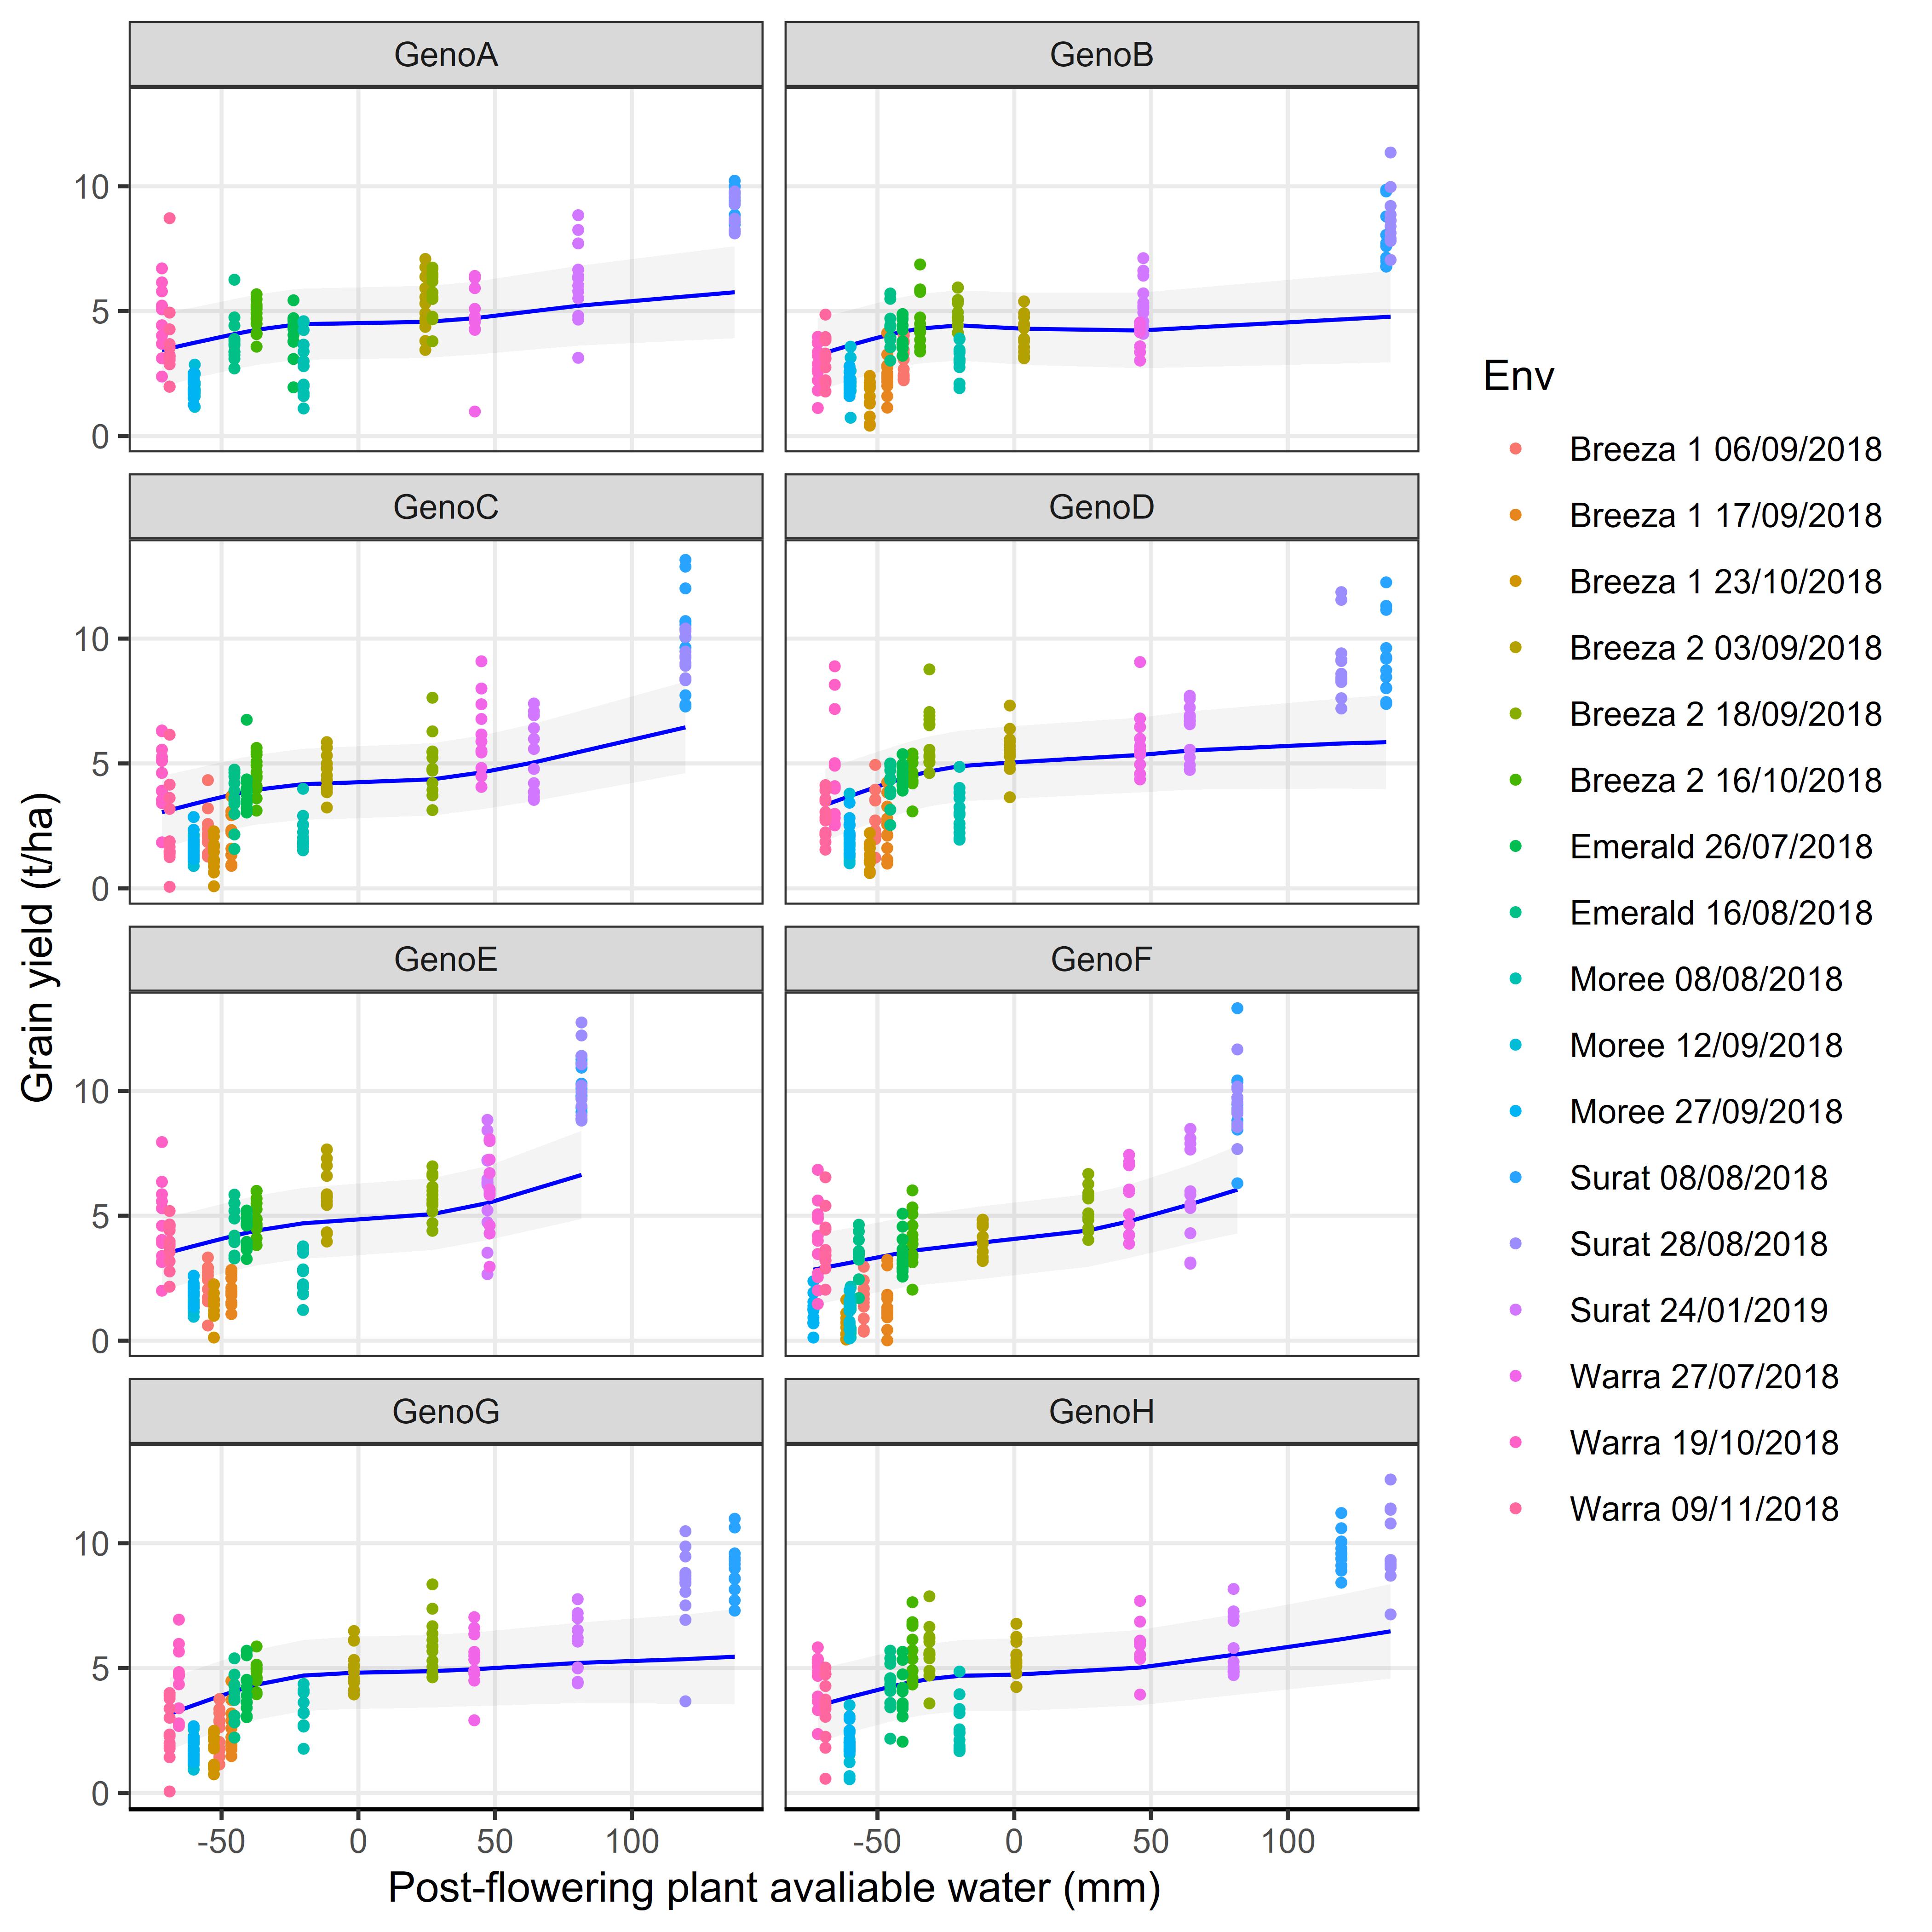 GenoA
GenoB
10
5
0
GenoC
GenoD
10
5
0
GenoE
GenoF
10
5
0
GenoG
GenoH
10
5
0
-50 0 50 100
-50 0 50 100
Post-flowering plant avaliable water (mm)
Grain yield (t/ha)
Env
Breeza 1 06/09/2018
Breeza 1 17/09/2018
Breeza 1 23/10/2018
Breeza 2 03/09/2018
Breeza 2 18/09/2018
Breeza 2 16/10/2018
Emerald 26/07/2018
Emerald 16/08/2018
Moree 08/08/2018
Moree 12/09/2018
Moree 27/09/2018
Surat 08/08/2018
Surat 28/08/2018
Surat 24/01/2019
Warra 27/07/2018
Warra 19/10/2018
Warra 09/11/2018